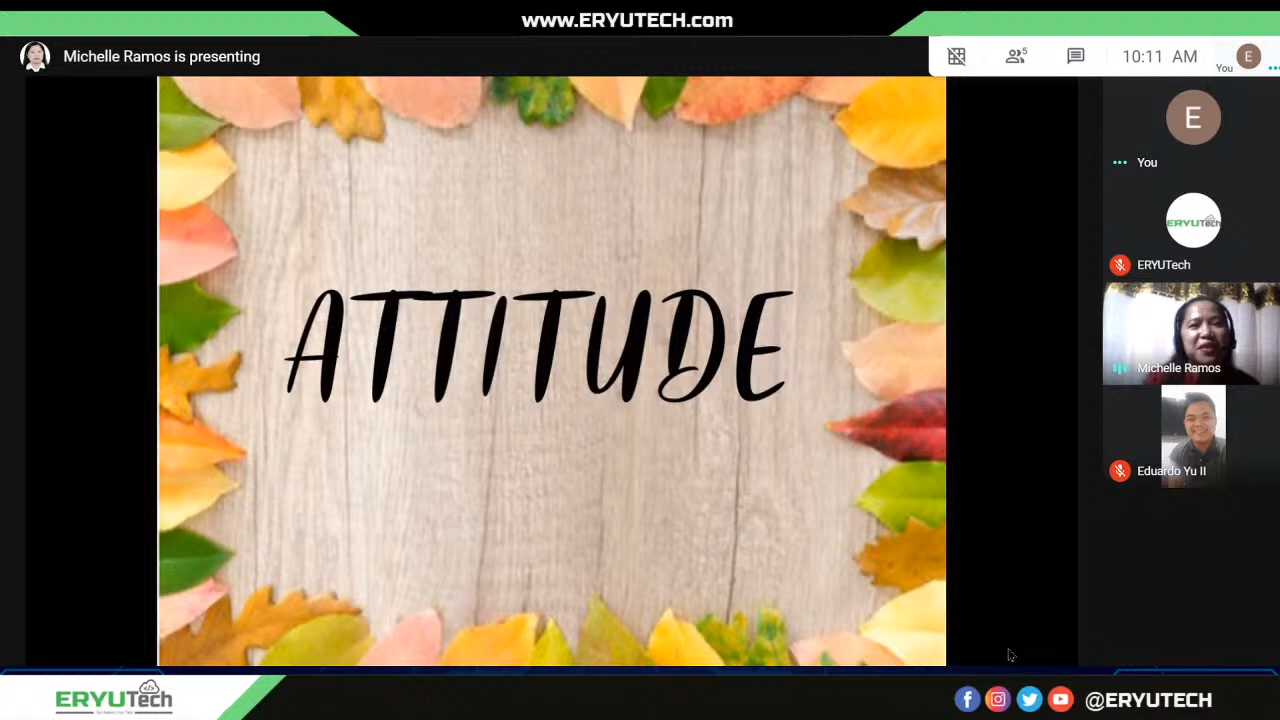 www.ERYUTECH.com
Michelle Ramos is presenting
5
10:11 AM
You
E
E
You
ERYUTech
ERYUTech
ATTITUDE
Michelle Ramos
Eduardo Yu II
ERYUTech
@ERYUTECH